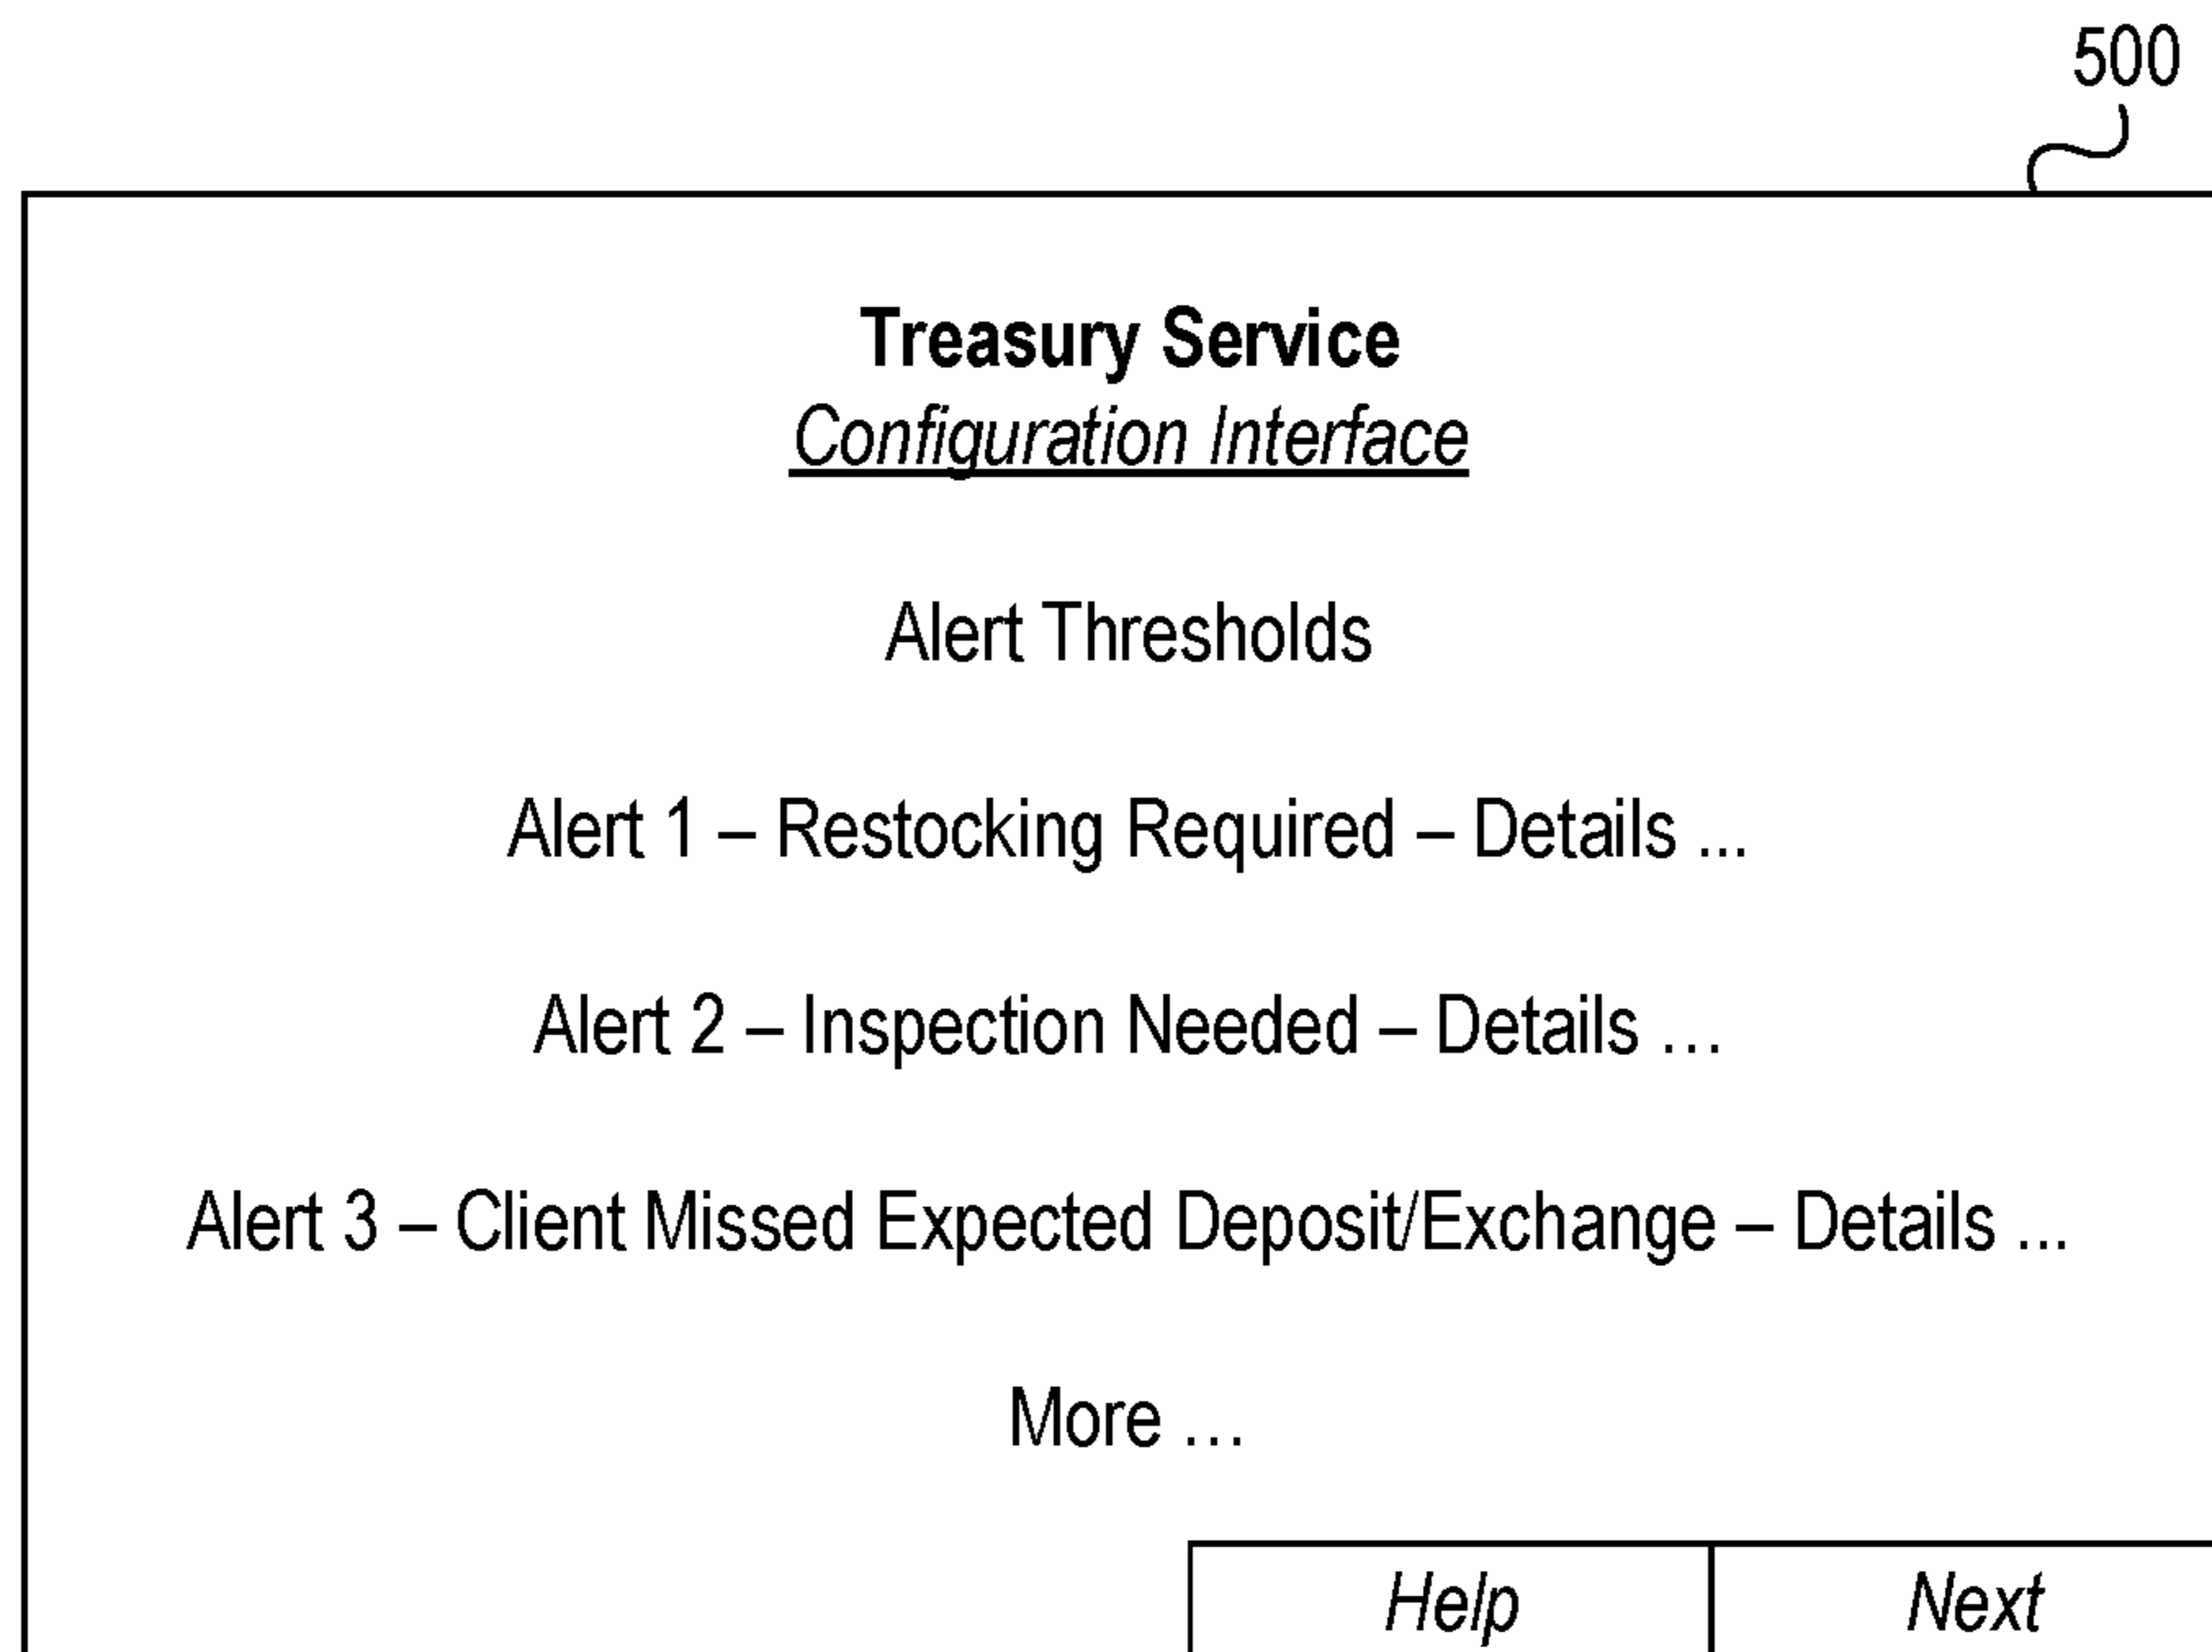 500
Treasury Service
Configuration Interface
Alert Thresholds
Alert 1 – Restocking Required – Details ...
Alert 2 – Inspection Needed – Details …
Alert 3 – Client Missed Expected Deposit/Exchange – Details ...
More …
Help Next